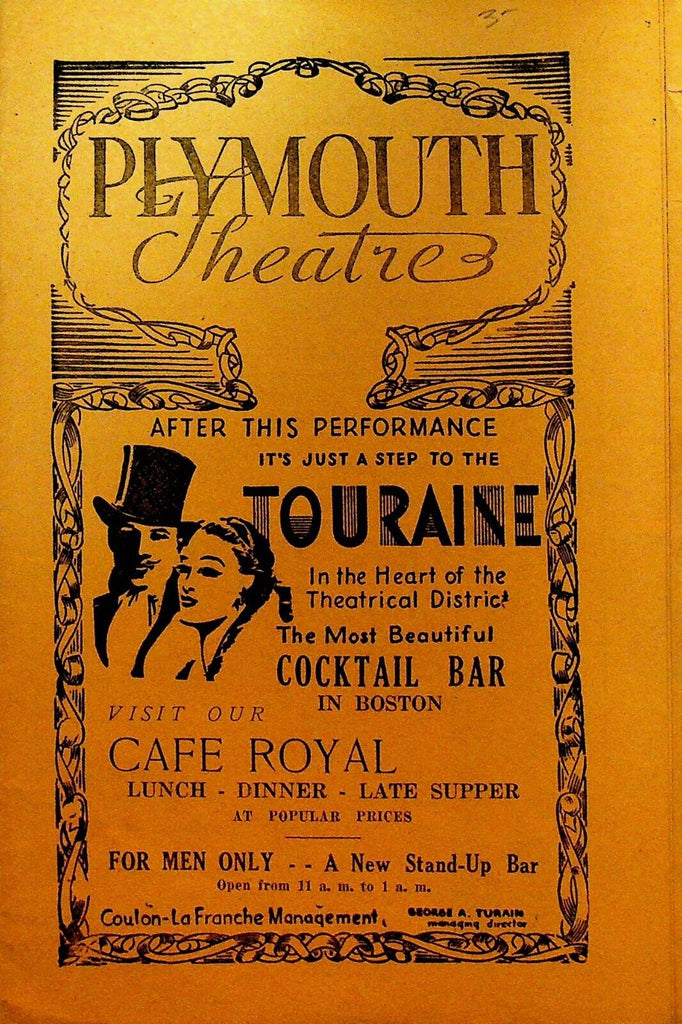 3-
PLYMOUTH
Theatre
AFTER THIS PERFORMANCE
IT'S JUST A STEP TO THE
TOURAINE
In the Heart of the
Theatrical District
The Most Beautiful
COCKTAIL BAR
IN BOSTON
VISIT OUR
CAFE ROYAL
LUNCH - DINNER - LATE SUPPER
AT POPULAR PRICES
FOR MEN ONLY - - A New Stand-Up Bar
Open from 11 a. m. to 1 a. m.
Coulon-La Franche Management,
GEORGE A. TURAIN
managing director